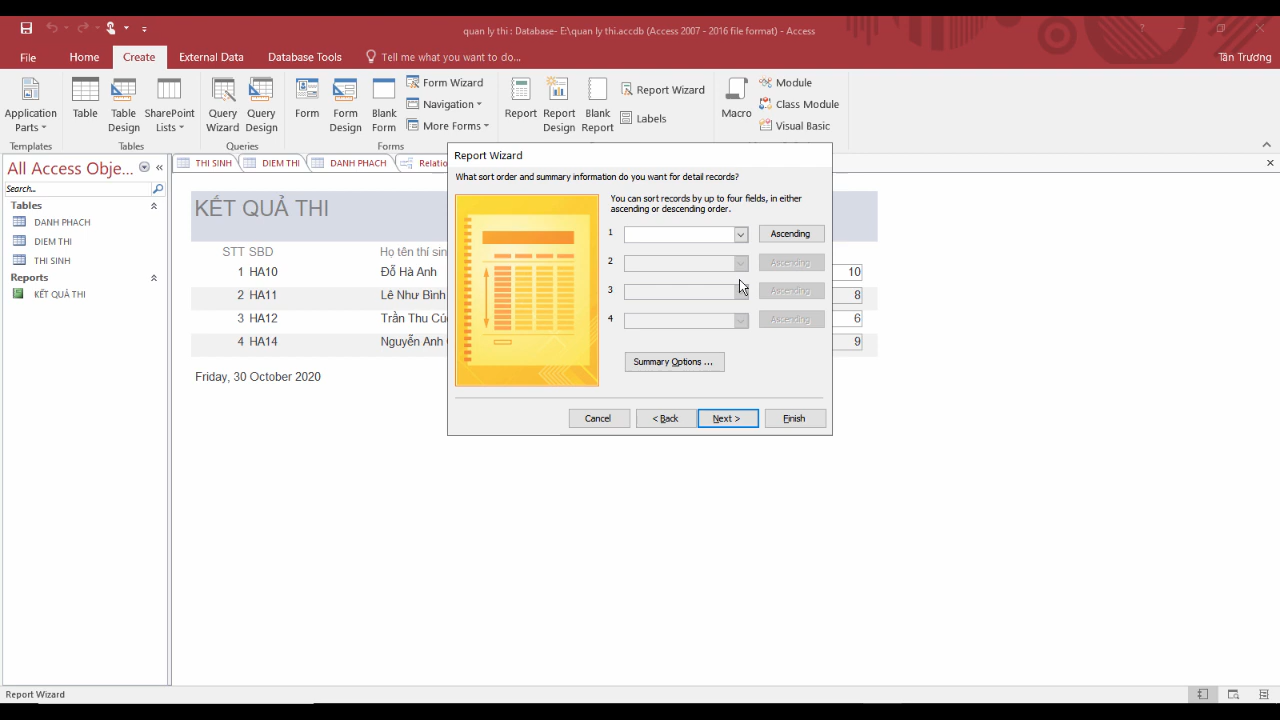 quan ly thi : Database- E:\quan ly thi.accdb (Access 2007 - 2016 file format) - Access
File Home Create External Data Database Tools Tell me what you want to do... Tân Trương
Application Parts
Table
Table Design
SharePoint Lists
Query Wizard
Query Design
Form
Form Design
Blank Form
Form Wizard
Navigation
More Forms
Report
Report Design
Blank Report
Report Wizard
Labels
Macro
Module
Class Module
Visual Basic
Templates Tables Queries Forms
All Access Obje...
Search...
Tables
DANH PHACH
DIEM THI
THI SINH
Reports
KẾT QUẢ THI
THI SINH DIEM THI DANH PHACH Relatio
KẾT QUẢ THI
STT SBD Họ tên thí sin
1 HA10 Đỗ Hà Anh 10
2 HA11 Lê Như Bình 8
3 HA12 Trần Thu Cú 6
4 HA14 Nguyễn Anh 9
Friday, 30 October 2020
Report Wizard
What sort order and summary information do you want for detail records?
You can sort records by up to four fields, in either
ascending or descending order.
1 Ascending
2 Ascending
3 Ascending
4 Ascending
Summary Options ...
Cancel < Back Next > Finish
Report Wizard